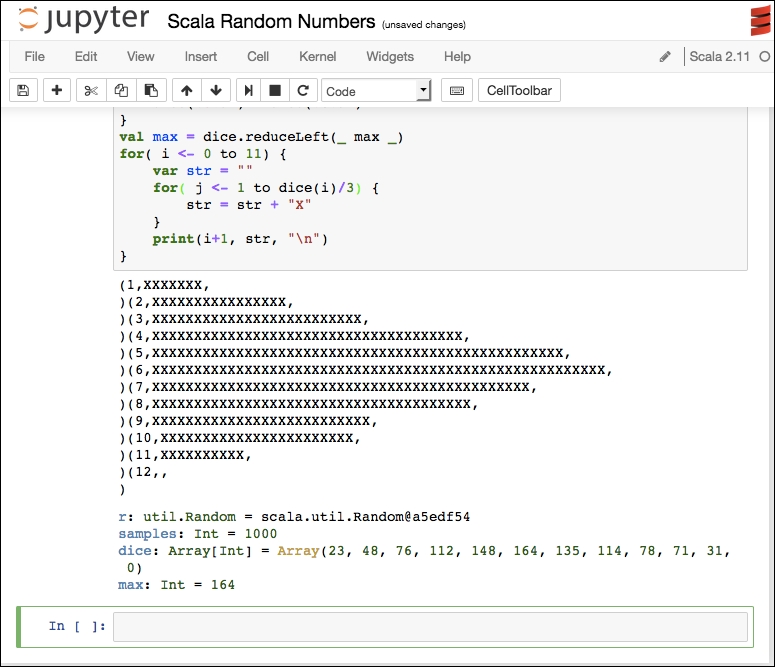 jupyter Scala Random Numbers (unsaved changes)
File Edit View Insert Cell Kernel Widgets Help Scala 2.11
Code CellToolbar
}
val max = dice.reduceLeft(_ max _)
for( i <- 0 to 11) {
    var str = ""
    for( j <- 1 to dice(i)/3) {
        str = str + "X"
    }
    print(i+1, str, "\n")
}
(1,XXXXXXX,
)(2,XXXXXXXXXXXXXXXX,
)(3,XXXXXXXXXXXXXXXXXXXXXXXXX,
)(4,XXXXXXXXXXXXXXXXXXXXXXXXXXXXXXXXXXXXX,
)(5,XXXXXXXXXXXXXXXXXXXXXXXXXXXXXXXXXXXXXXXXXXXXXXXXX,
)(6,XXXXXXXXXXXXXXXXXXXXXXXXXXXXXXXXXXXXXXXXXXXXXXXXXXXXXX,
)(7,XXXXXXXXXXXXXXXXXXXXXXXXXXXXXXXXXXXXXXXXXXXXX,
)(8,XXXXXXXXXXXXXXXXXXXXXXXXXXXXXXXXXXXXXX,
)(9,XXXXXXXXXXXXXXXXXXXXXXXXXX,
)(10,XXXXXXXXXXXXXXXXXXXXXXX,
)(11,XXXXXXXXXX,
)(12,,
)
r: util.Random = scala.util.Random@a5edf54
samples: Int = 1000
dice: Array[Int] = Array(23, 48, 76, 112, 148, 164, 135, 114, 78, 71, 31,
 0)
max: Int = 164
In [ ]: